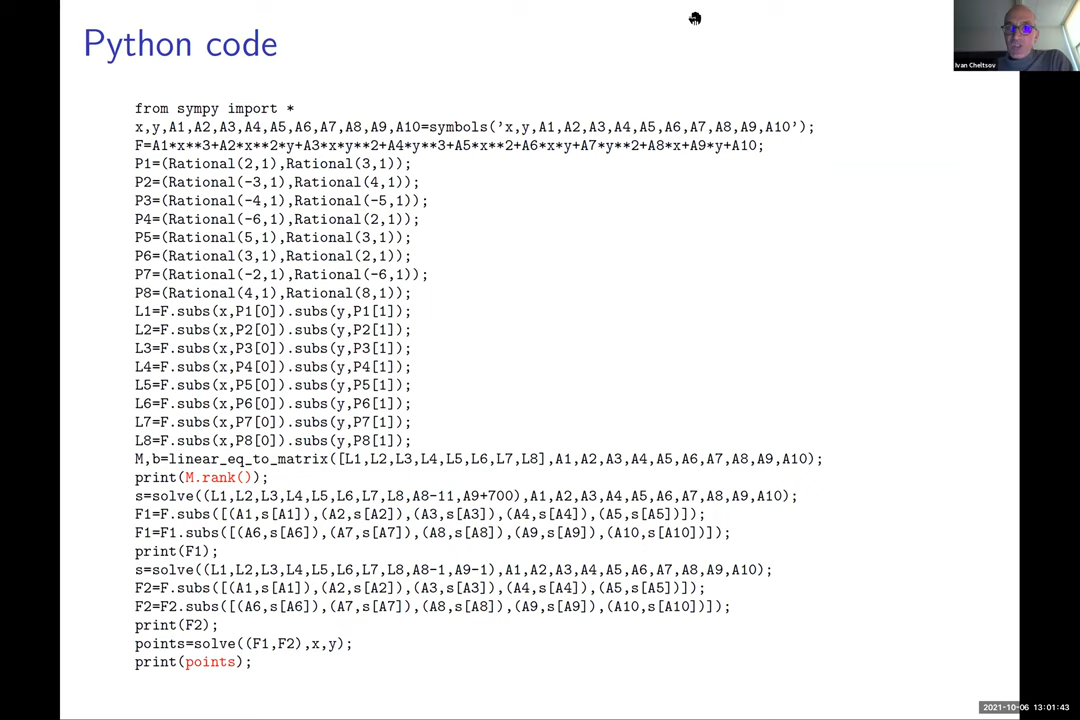 Python code
Ivan Cheltsov
from sympy import *
x,y,A1,A2,A3,A4,A5,A6,A7,A8,A9,A10=symbols('x,y,A1,A2,A3,A4,A5,A6,A7,A8,A9,A10');
F=A1*x**3+A2*x**2*y+A3*x*y**2+A4*y**3+A5*x**2+A6*x*y+A7*y**2+A8*x+A9*y+A10;
P1=(Rational(2,1),Rational(3,1));
P2=(Rational(-3,1),Rational(4,1));
P3=(Rational(-4,1),Rational(-5,1));
P4=(Rational(-6,1),Rational(2,1));
P5=(Rational(5,1),Rational(3,1));
P6=(Rational(3,1),Rational(2,1));
P7=(Rational(-2,1),Rational(-6,1));
P8=(Rational(4,1),Rational(8,1));
L1=F.subs(x,P1[0]).subs(y,P1[1]);
L2=F.subs(x,P2[0]).subs(y,P2[1]);
L3=F.subs(x,P3[0]).subs(y,P3[1]);
L4=F.subs(x,P4[0]).subs(y,P4[1]);
L5=F.subs(x,P5[0]).subs(y,P5[1]);
L6=F.subs(x,P6[0]).subs(y,P6[1]);
L7=F.subs(x,P7[0]).subs(y,P7[1]);
L8=F.subs(x,P8[0]).subs(y,P8[1]);
M,b=linear_eq_to_matrix([L1,L2,L3,L4,L5,L6,L7,L8],A1,A2,A3,A4,A5,A6,A7,A8,A9,A10);
print(M.rank());
s=solve((L1,L2,L3,L4,L5,L6,L7,L8,A8-11,A9+700),A1,A2,A3,A4,A5,A6,A7,A8,A9,A10);
F1=F.subs([(A1,s[A1]),(A2,s[A2]),(A3,s[A3]),(A4,s[A4]),(A5,s[A5])]);
F1=F1.subs([(A6,s[A6]),(A7,s[A7]),(A8,s[A8]),(A9,s[A9]),(A10,s[A10])]);
print(F1);
s=solve((L1,L2,L3,L4,L5,L6,L7,L8,A8-1,A9-1),A1,A2,A3,A4,A5,A6,A7,A8,A9,A10);
F2=F.subs([(A1,s[A1]),(A2,s[A2]),(A3,s[A3]),(A4,s[A4]),(A5,s[A5])]);
F2=F2.subs([(A6,s[A6]),(A7,s[A7]),(A8,s[A8]),(A9,s[A9]),(A10,s[A10])]);
print(F2);
points=solve((F1,F2),x,y);
print(points);
2021-10-06 13:01:43